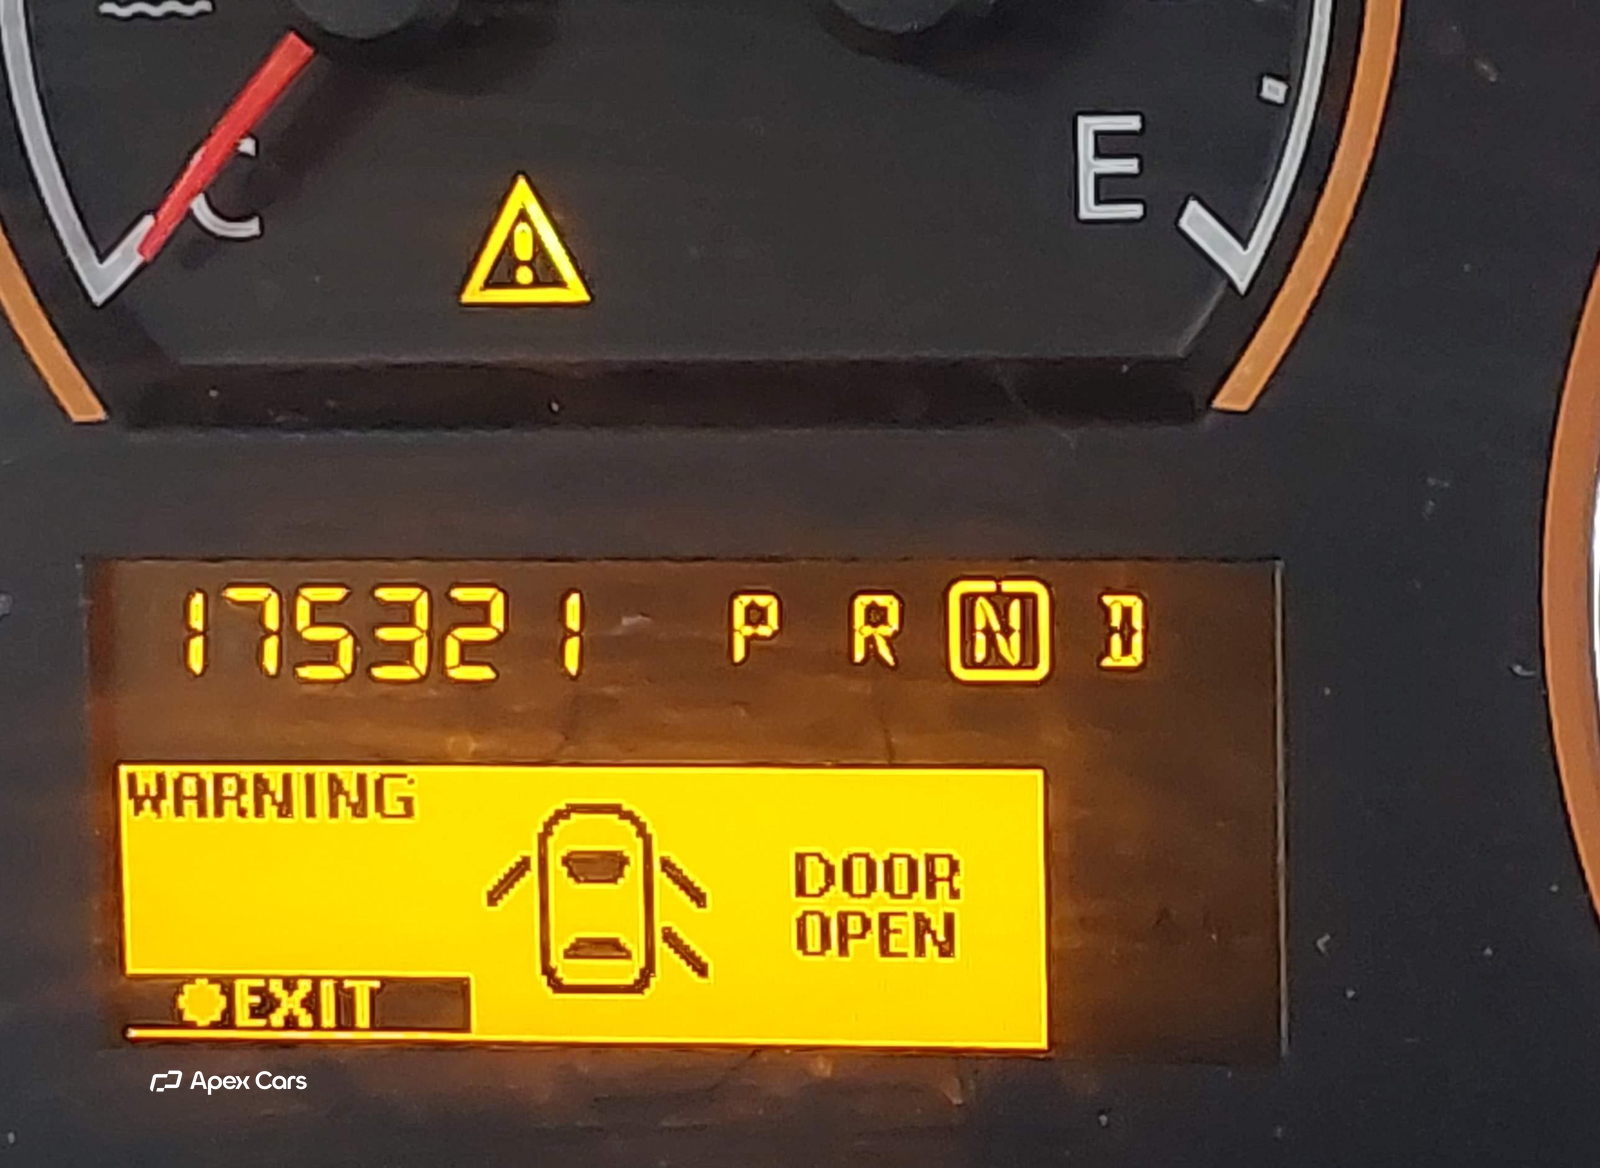 C
E
175321 P R N D
WARNING
DOOR
OPEN
EXIT
Apex Cars